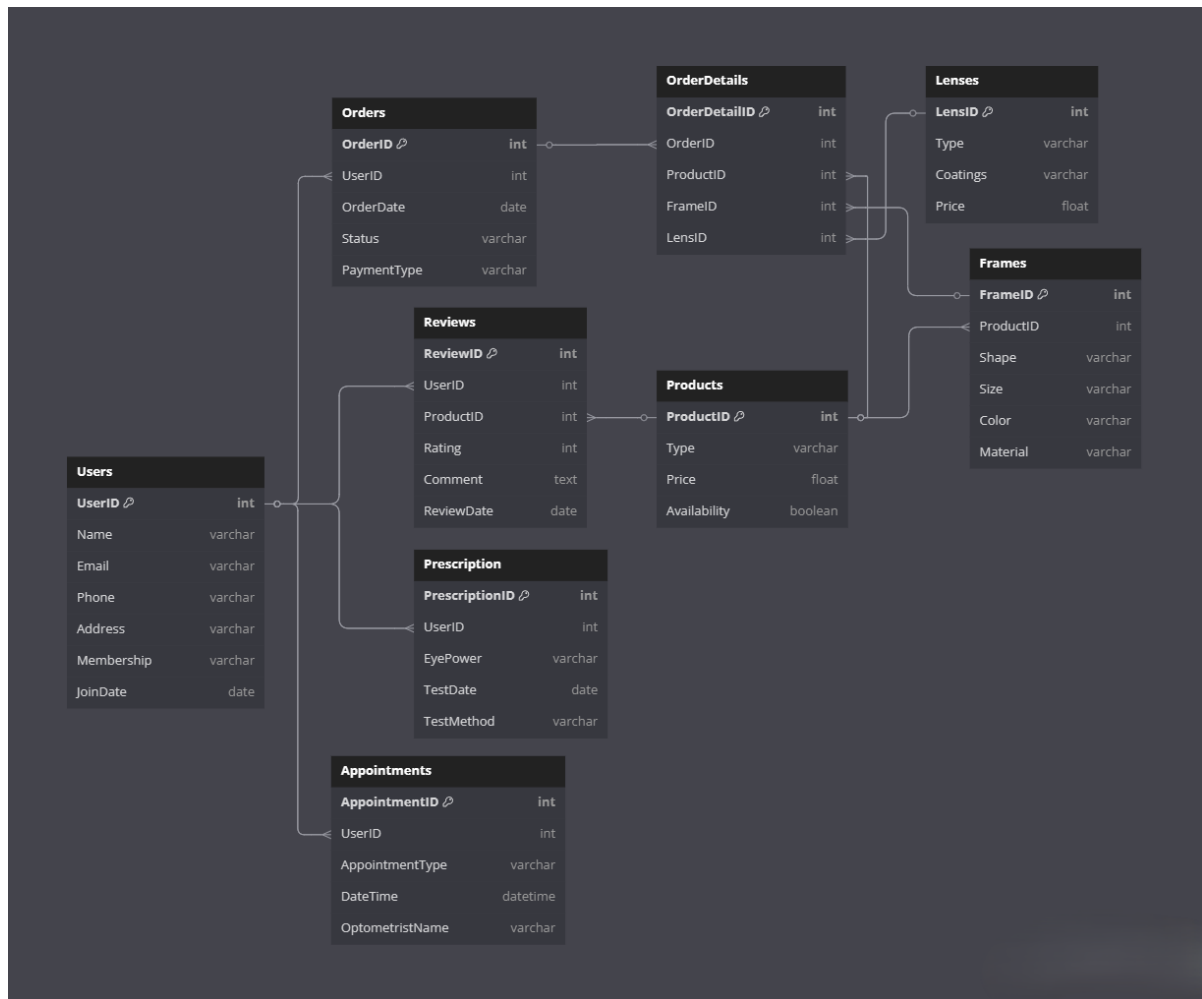 Orders
OrderID int
UserID int
OrderDate date
Status varchar
PaymentType varchar
OrderDetails
OrderDetailID int
OrderID int
ProductID int
FrameID int
LensID int
Lenses
LensID int
Type varchar
Coatings varchar
Price float
Frames
FrameID int
ProductID int
Shape varchar
Size varchar
Color varchar
Material varchar
Reviews
ReviewID int
UserID int
ProductID int
Rating int
Comment text
ReviewDate date
Products
ProductID int
Type varchar
Price float
Availability boolean
Users
UserID int
Name varchar
Email varchar
Phone varchar
Address varchar
Membership varchar
JoinDate date
Prescription
PrescriptionID int
UserID int
EyePower varchar
TestDate date
TestMethod varchar
Appointments
AppointmentID int
UserID int
AppointmentType varchar
DateTime datetime
OptometristName varchar